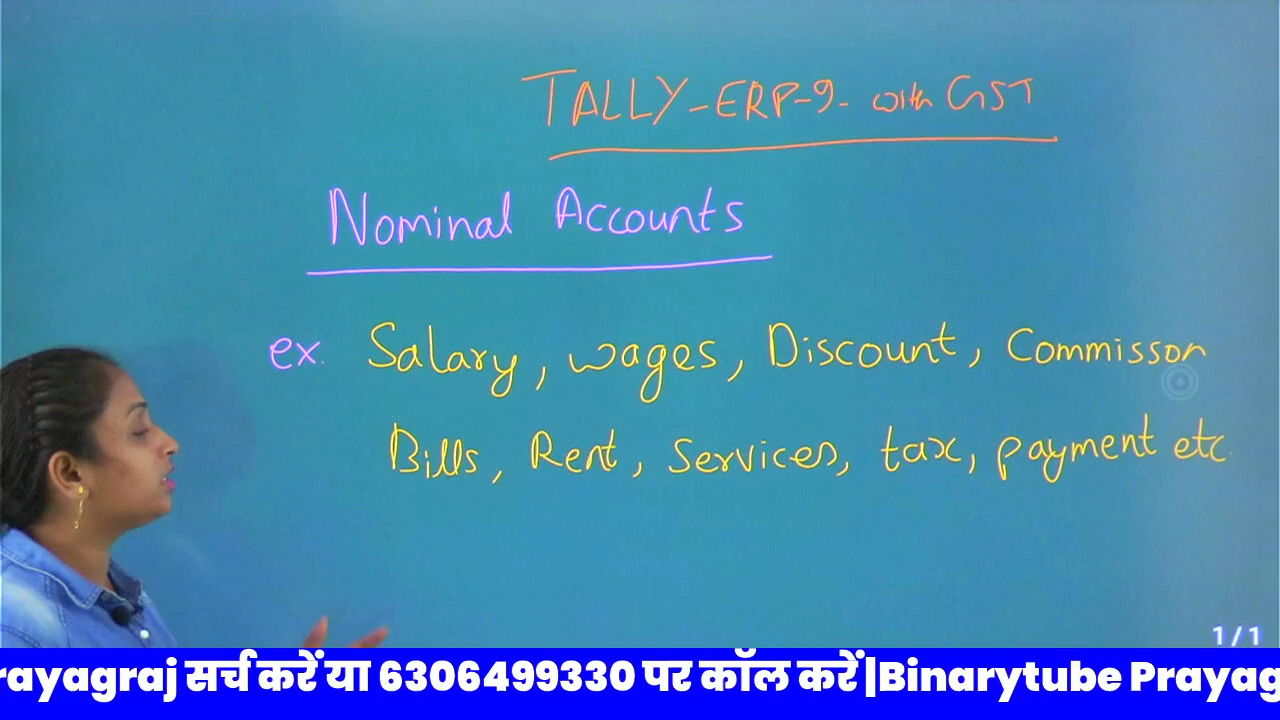 TALLY-ERP-9- with GST
Nominal Accounts
ex. Salary, wages, Discount, Commisson
Bills, Rent, Services, tax, payment etc.
1/1
rayagraj सर्च करें या 6306499330 पर कॉल करें|Binarytube Prayag